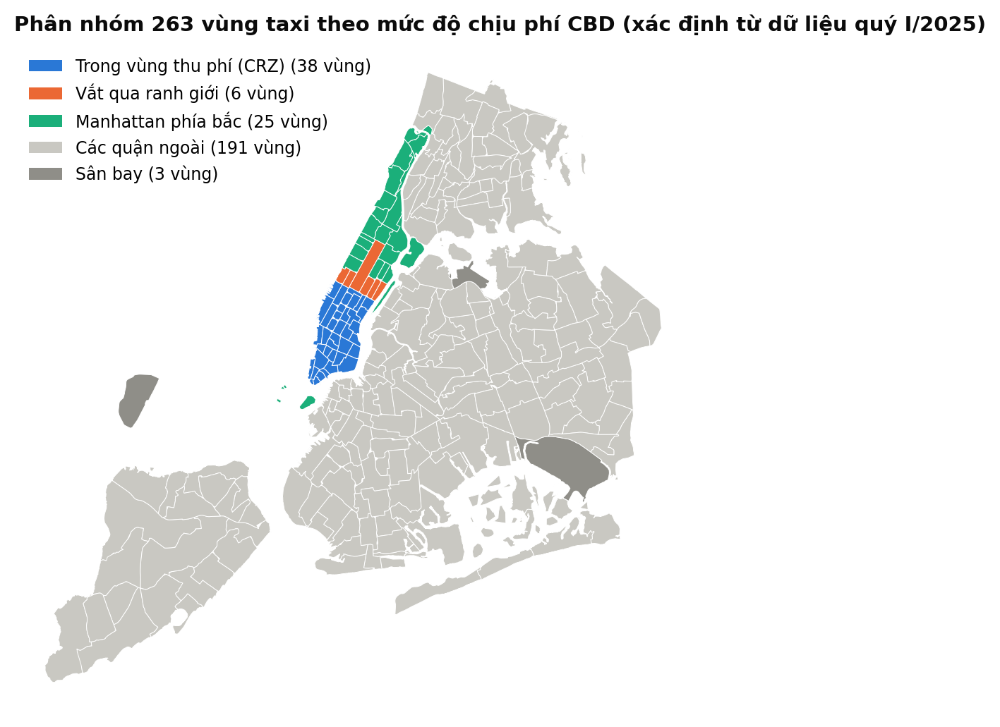 Phân nhóm 263 vùng taxi theo mức độ chịu phí CBD (xác định từ dữ liệu quý I/2025)
Trong vùng thu phí (CRZ) (38 vùng)
Vắt qua ranh giới (6 vùng)
Manhattan phía bắc (25 vùng)
Các quận ngoài (191 vùng)
Sân bay (3 vùng)